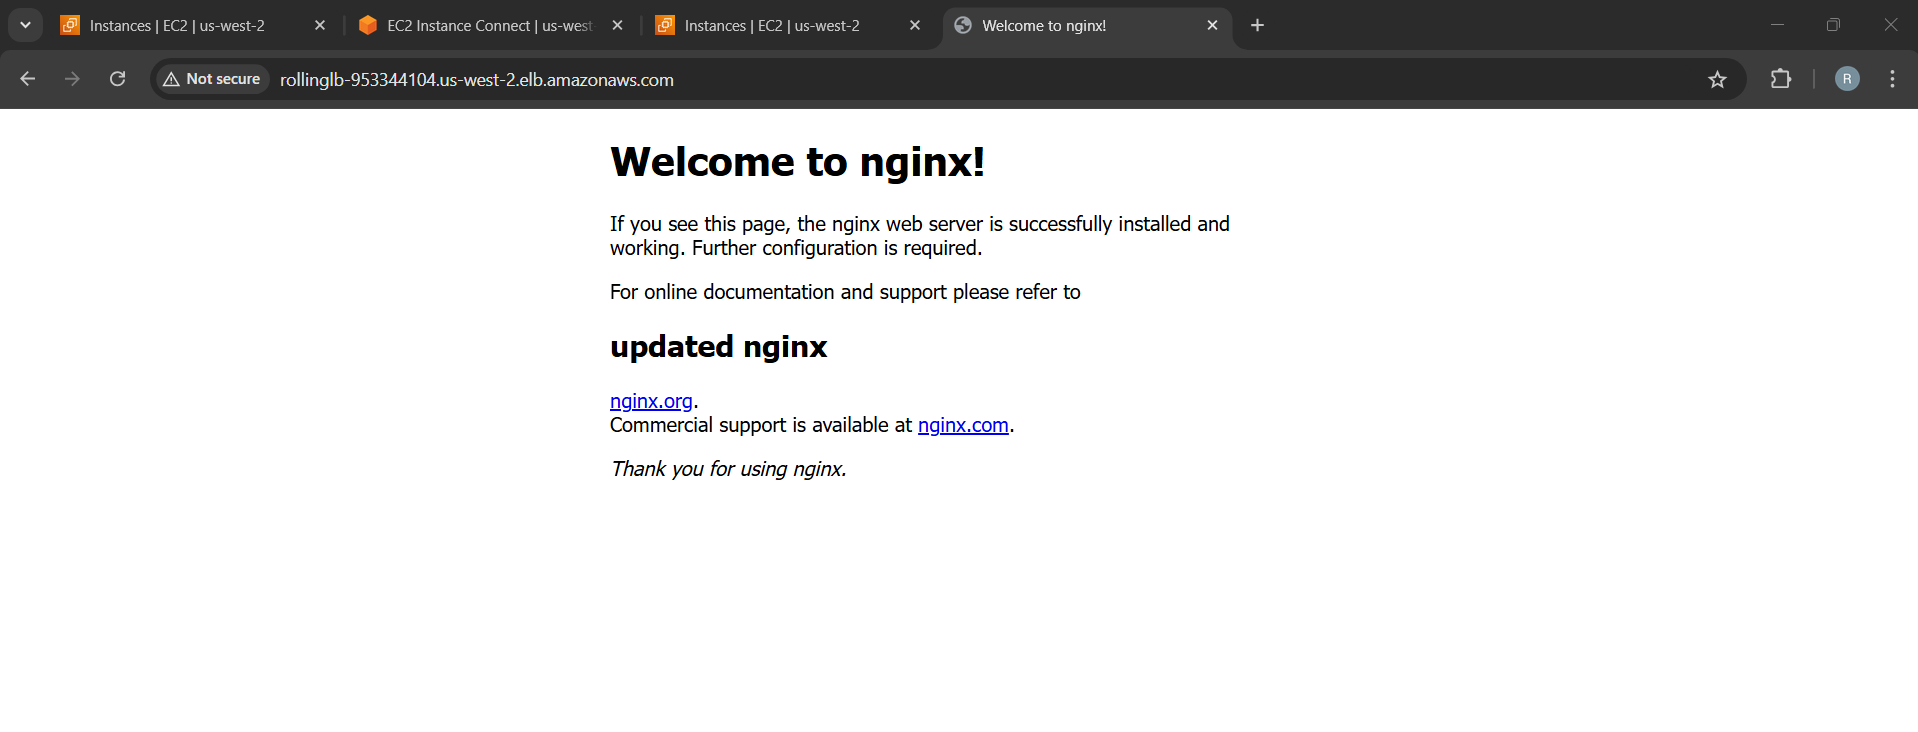 Instances | EC2 | us-west-2
EC2 Instance Connect | us-west-
Instances | EC2 | us-west-2
Welcome to nginx!
Not secure
rollinglb-953344104.us-west-2.elb.amazonaws.com
R
Welcome to nginx!
If you see this page, the nginx web server is successfully installed and
working. Further configuration is required.
For online documentation and support please refer to
updated nginx
nginx.org.
Commercial support is available at nginx.com.
Thank you for using nginx.